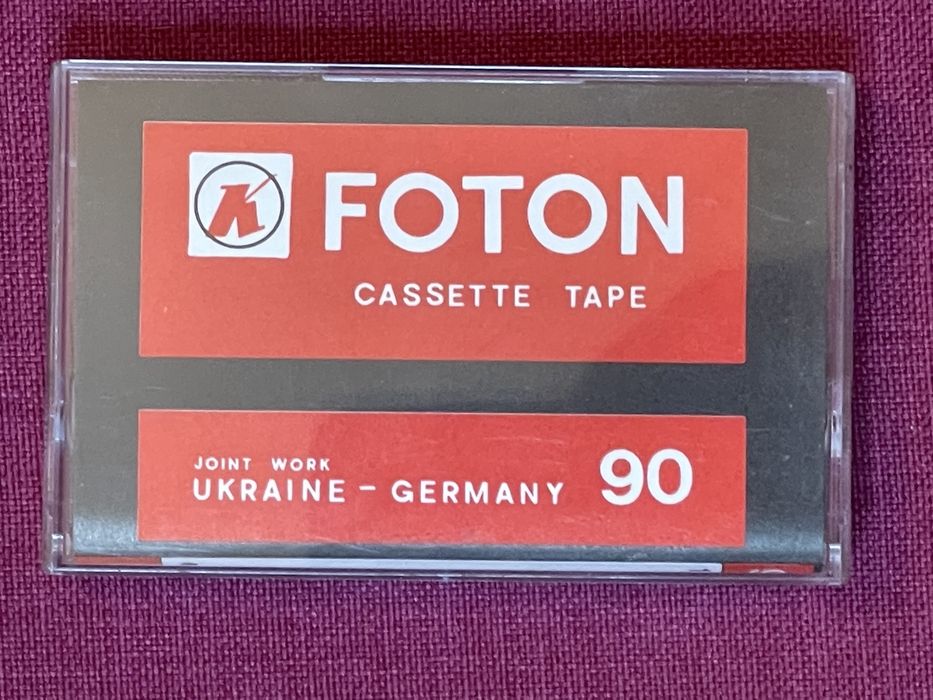 FOTON
CASSETTE TAPE
JOINT WORK
UKRAINE - GERMANY 90